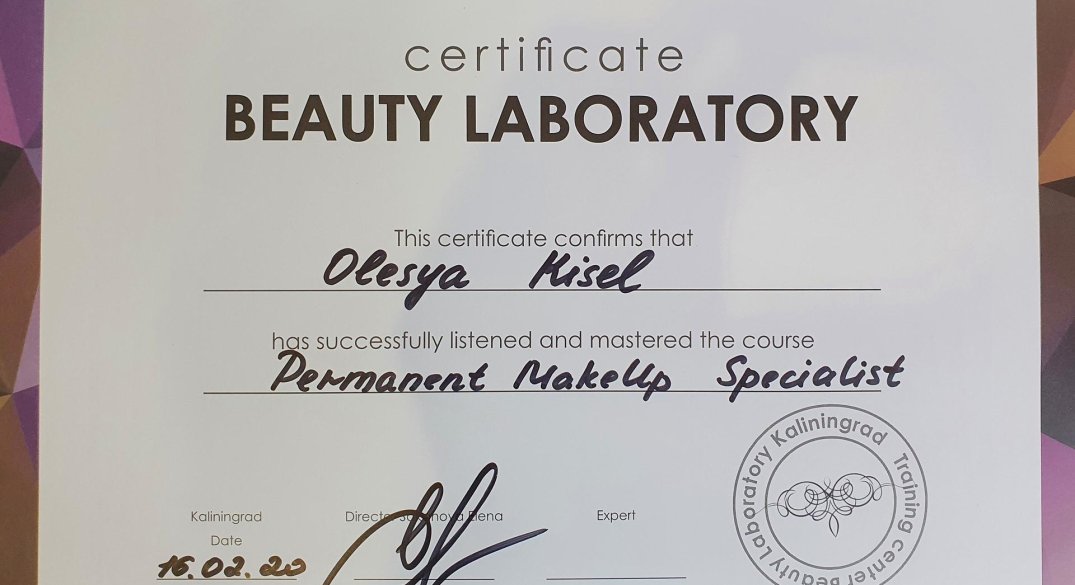 certificate
BEAUTY LABORATORY
This certificate confirms that
Olesya Kisel
has successfully listened and mastered the course
Permanent MakeUp Specialist
Kaliningrad
Date
16.02.20
Elena
Expert
Beauty Laboratory Kaliningrad Training center